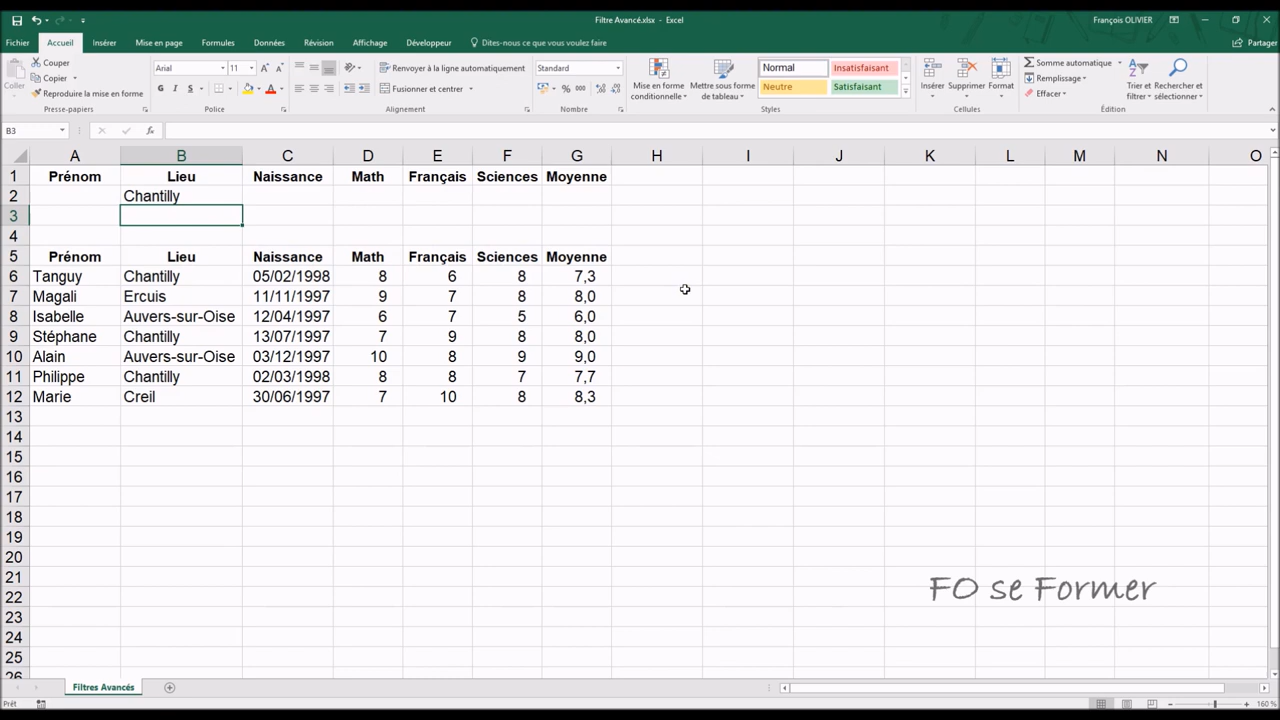 Filtre Avancé.xlsx - Excel
François OLIVIER
Fichier Accueil Insérer Mise en page Formules Données Révision Affichage Développeur Dites-nous ce que vous voulez faire Partager
Coller
Couper
Copier
Reproduire la mise en forme
Presse-papiers
Arial 11
G I S A A
Police
Renvoyer à la ligne automatiquement
Fusionner et centrer
Alignement
Standard
% 000
Nombre
Mise en forme conditionnelle
Mettre sous forme de tableau
Normal Insatisfaisant
Neutre Satisfaisant
Styles
Insérer Supprimer Format
Cellules
Somme automatique
Remplissage
Effacer
Trier et filtrer
Rechercher et sélectionner
Édition
B3 fx
A B C D E F G H I J K L M N O
1 Prénom Lieu Naissance Math Français Sciences Moyenne
2 Chantilly
3
4
5 Prénom Lieu Naissance Math Français Sciences Moyenne
6 Tanguy Chantilly 05/02/1998 8 6 8 7,3
7 Magali Ercuis 11/11/1997 9 7 8 8,0
8 Isabelle Auvers-sur-Oise 12/04/1997 6 7 5 6,0
9 Stéphane Chantilly 13/07/1997 7 9 8 8,0
10 Alain Auvers-sur-Oise 03/12/1997 10 8 9 9,0
11 Philippe Chantilly 02/03/1998 8 8 7 7,7
12 Marie Creil 30/06/1997 7 10 8 8,3
13
14
15
16
17
18
19
20
21
22
23
24
25
26
FO se Former
Filtres Avancés
Prêt
160 %